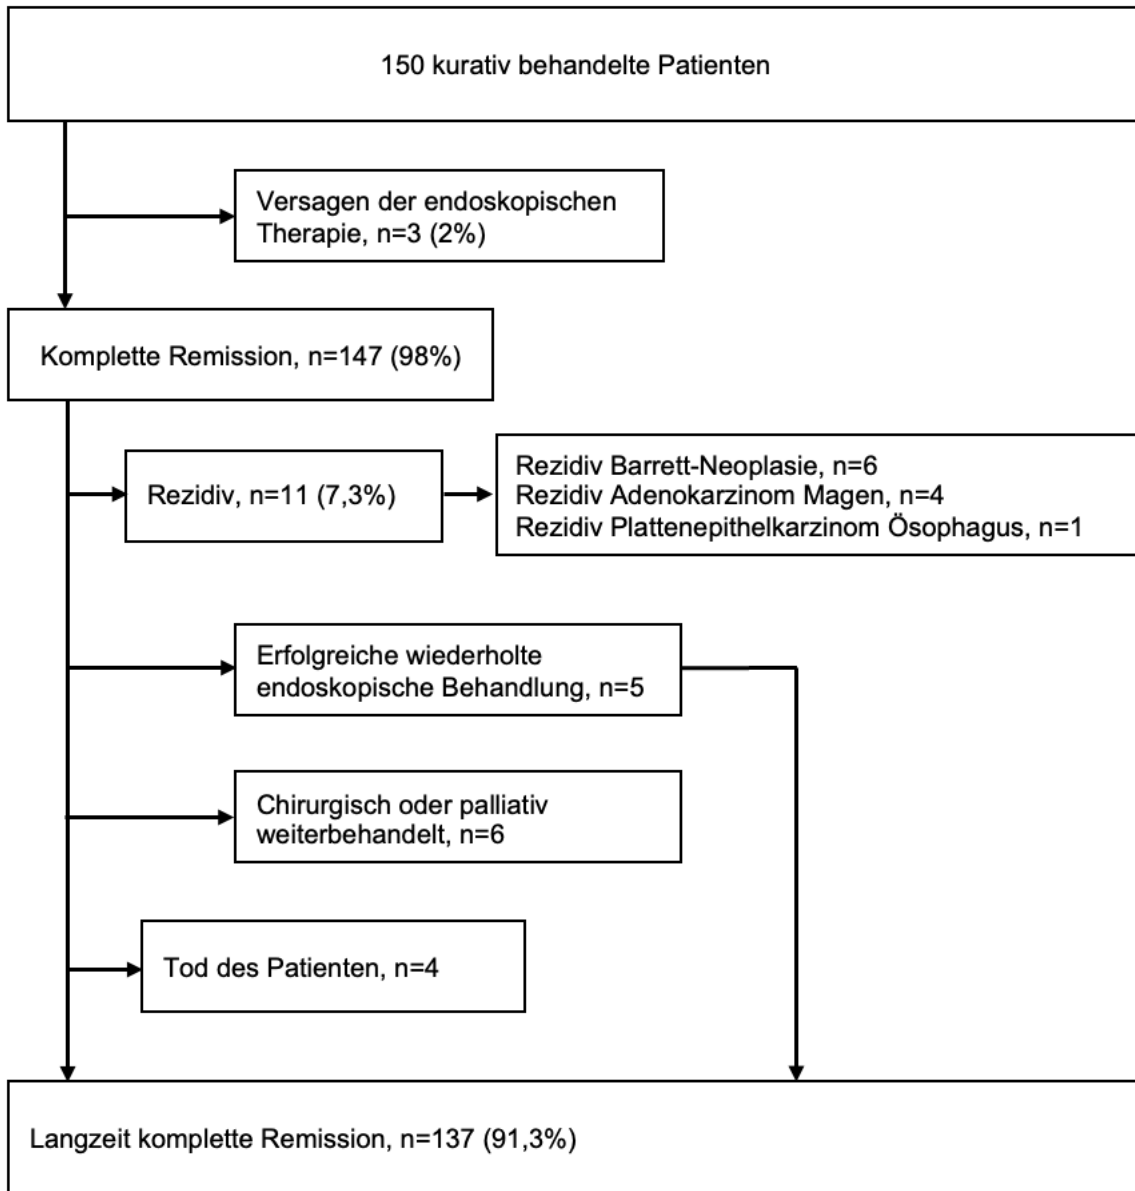 150 kurativ behandelte Patienten
Versagen der endoskopischen
Therapie, n=3 (2%)
Komplette Remission, n=147 (98%)
Rezidiv, n=11 (7,3%)
Rezidiv Barrett-Neoplasie, n=6
Rezidiv Adenokarzinom Magen, n=4
Rezidiv Plattenepithelkarzinom Ösophagus, n=1
Erfolgreiche wiederholte
endoskopische Behandlung, n=5
Chirurgisch oder palliativ
weiterbehandelt, n=6
Tod des Patienten, n=4
Langzeit komplette Remission, n=137 (91,3%)